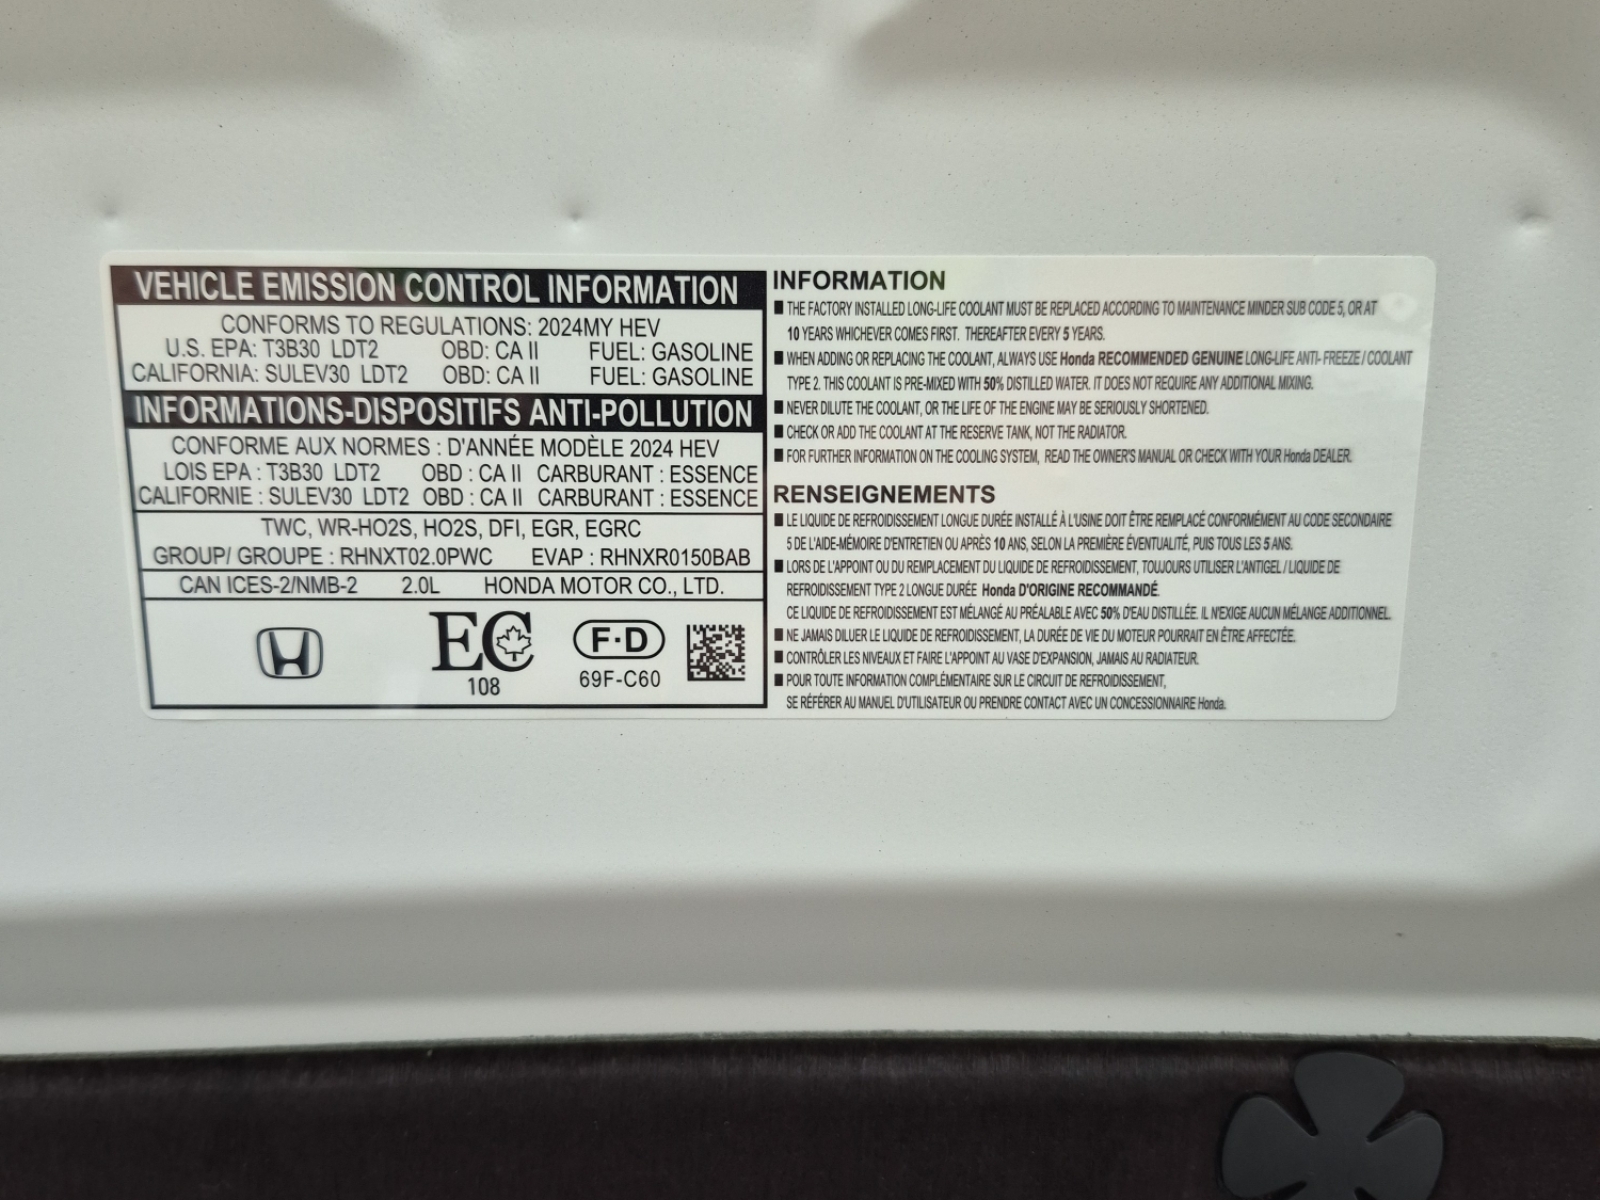 VEHICLE EMISSION CONTROL INFORMATION
CONFORMS TO REGULATIONS: 2024MY HEV
U.S. EPA: T3B30 LDT2 OBD: CA II FUEL: GASOLINE
CALIFORNIA: SULEV30 LDT2 OBD: CA II FUEL: GASOLINE
INFORMATIONS-DISPOSITIFS ANTI-POLLUTION
CONFORME AUX NORMES : D'ANNÉE MODÈLE 2024 HEV
LOIS EPA : T3B30 LDT2 OBD : CA II CARBURANT : ESSENCE
CALIFORNIE : SULEV30 LDT2 OBD : CA II CARBURANT : ESSENCE
TWC, WR-HO2S, HO2S, DFI, EGR, EGRC
GROUP/ GROUPE : RHNXT02.0PWC EVAP : RHNXR0150BAB
CAN ICES-2/NMB-2 2.0L HONDA MOTOR CO., LTD.
EC
108
F·D
69F-C60
INFORMATION
■ THE FACTORY INSTALLED LONG-LIFE COOLANT MUST BE REPLACED ACCORDING TO MAINTENANCE MINDER SUB CODE 5, OR AT
10 YEARS WHICHEVER COMES FIRST. THEREAFTER EVERY 5 YEARS.
■ WHEN ADDING OR REPLACING THE COOLANT, ALWAYS USE Honda RECOMMENDED GENUINE LONG-LIFE ANTI- FREEZE / COOLANT
TYPE 2. THIS COOLANT IS PRE-MIXED WITH 50% DISTILLED WATER. IT DOES NOT REQUIRE ANY ADDITIONAL MIXING.
■ NEVER DILUTE THE COOLANT, OR THE LIFE OF THE ENGINE MAY BE SERIOUSLY SHORTENED.
■ CHECK OR ADD THE COOLANT AT THE RESERVE TANK, NOT THE RADIATOR.
■ FOR FURTHER INFORMATION ON THE COOLING SYSTEM, READ THE OWNER'S MANUAL OR CHECK WITH YOUR Honda DEALER.
RENSEIGNEMENTS
■ LE LIQUIDE DE REFROIDISSEMENT LONGUE DURÉE INSTALLÉ À L'USINE DOIT ÊTRE REMPLACÉ CONFORMÉMENT AU CODE SECONDAIRE
5 DE L'AIDE-MÉMOIRE D'ENTRETIEN OU APRÈS 10 ANS, SELON LA PREMIÈRE ÉVENTUALITÉ, PUIS TOUS LES 5 ANS.
■ LORS DE L'APPOINT OU DU REMPLACEMENT DU LIQUIDE DE REFROIDISSEMENT, TOUJOURS UTILISER L'ANTIGEL / LIQUIDE DE
REFROIDISSEMENT TYPE 2 LONGUE DURÉE Honda D'ORIGINE RECOMMANDÉ.
CE LIQUIDE DE REFROIDISSEMENT EST MÉLANGÉ AU PRÉALABLE AVEC 50% D'EAU DISTILLÉE. IL N'EXIGE AUCUN MÉLANGE ADDITIONNEL.
■ NE JAMAIS DILUER LE LIQUIDE DE REFROIDISSEMENT, LA DURÉE DE VIE DU MOTEUR POURRAIT EN ÊTRE AFFECTÉE.
■ CONTRÔLER LES NIVEAUX ET FAIRE L'APPOINT AU VASE D'EXPANSION, JAMAIS AU RADIATEUR.
■ POUR TOUTE INFORMATION COMPLÉMENTAIRE SUR LE CIRCUIT DE REFROIDISSEMENT,
SE RÉFÉRER AU MANUEL D'UTILISATEUR OU PRENDRE CONTACT AVEC UN CONCESSIONNAIRE Honda.